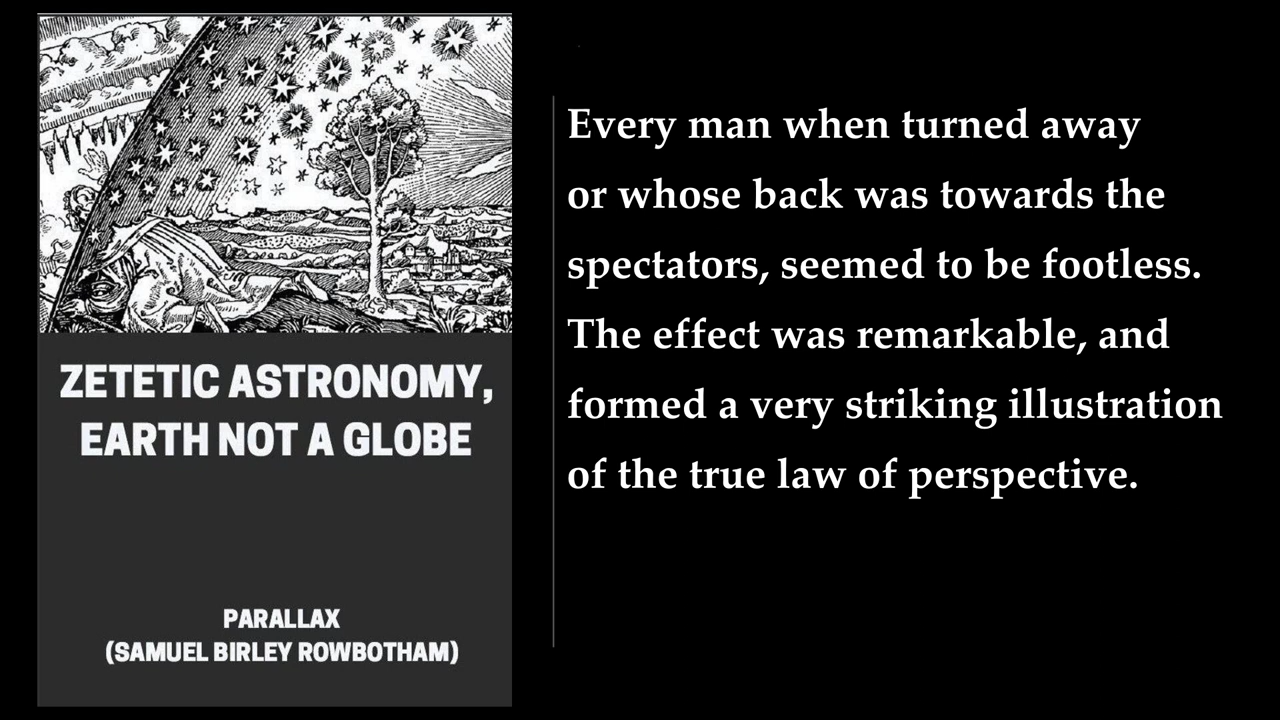 ZETETIC ASTRONOMY,
EARTH NOT A GLOBE
PARALLAX
(SAMUEL BIRLEY ROWBOTHAM)
Every man when turned away
or whose back was towards the
spectators, seemed to be footless.
The effect was remarkable, and
formed a very striking illustration
of the true law of perspective.